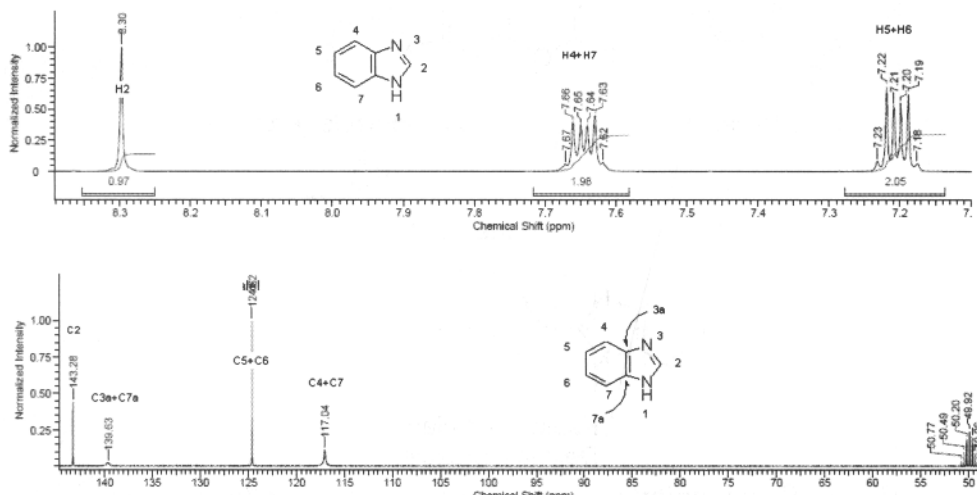 8.30
H2
4
5
6
7
N 3
2
N
H
1
H4+H7
7.67
7.66
7.65
7.64
7.63
7.62
H5+H6
7.23
7.22
7.21
7.20
7.19
7.18
Normalized Intensity
1.00
0.75
0.50
0.25
0
0.97
1.98
2.05
8.3 8.2 8.1 8.0 7.9 7.8 7.7 7.6 7.5 7.4 7.3 7.2 7.
Chemical Shift (ppm)
C2
143.28
C3a+C7a
139.63
C5+C6
C4+C7
117.04
3a
4
5
6
7
N 3
2
N
H
1
7a
50.77
50.49
50.20
49.92
Normalized Intensity
1.00
0.75
0.50
0.25
140 135 130 125 120 115 110 105 100 95 90 85 80 75 70 65 60 55 50
Chemical Shift (ppm)